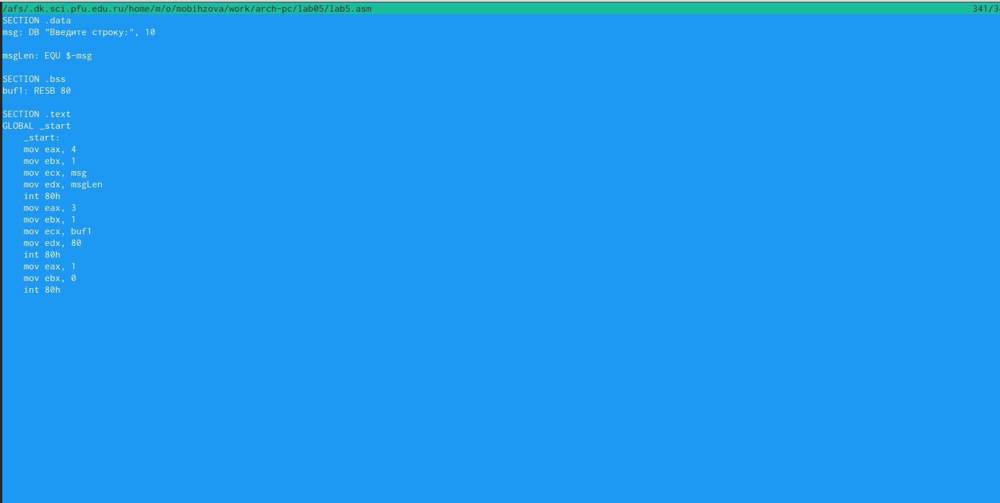 /afs/.dk.sci.pfu.edu.ru/home/m/o/mobihzova/work/arch-pc/lab05/lab5.asm 341/3
SECTION .data
msg: DB "Введите строку:", 10
msgLen: EQU $-msg
SECTION .bss
buf1: RESB 80
SECTION .text
GLOBAL _start
_start:
mov eax, 4
mov ebx, 1
mov ecx, msg
mov edx, msgLen
int 80h
mov eax, 3
mov ebx, 1
mov ecx, buf1
mov edx, 80
int 80h
mov eax, 1
mov ebx, 0
int 80h